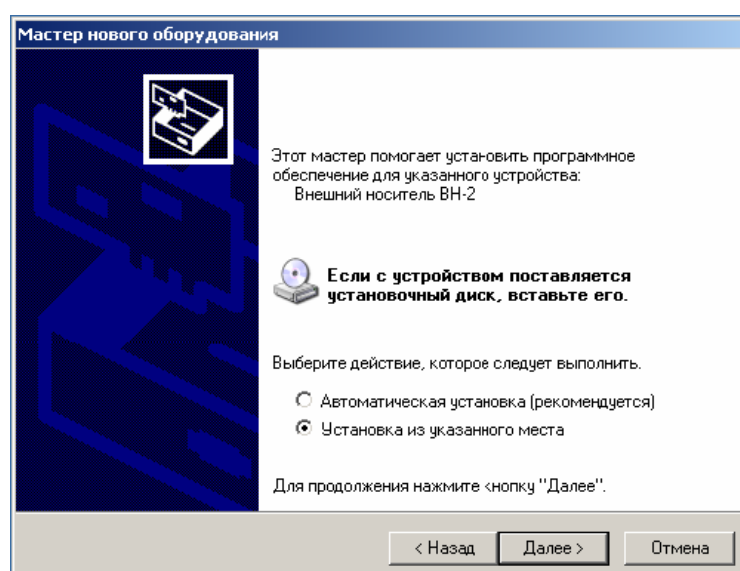 Мастер нового оборудования
Этот мастер помогает установить программное
обеспечение для указанного устройства:
Внешний носитель ВН-2
Если с устройством поставляется
установочный диск, вставьте его.
Выберите действие, которое следует выполнить.
Автоматическая установка (рекомендуется)
Установка из указанного места
Для продолжения нажмите кнопку "Далее".
< Назад
Далее >
Отмена